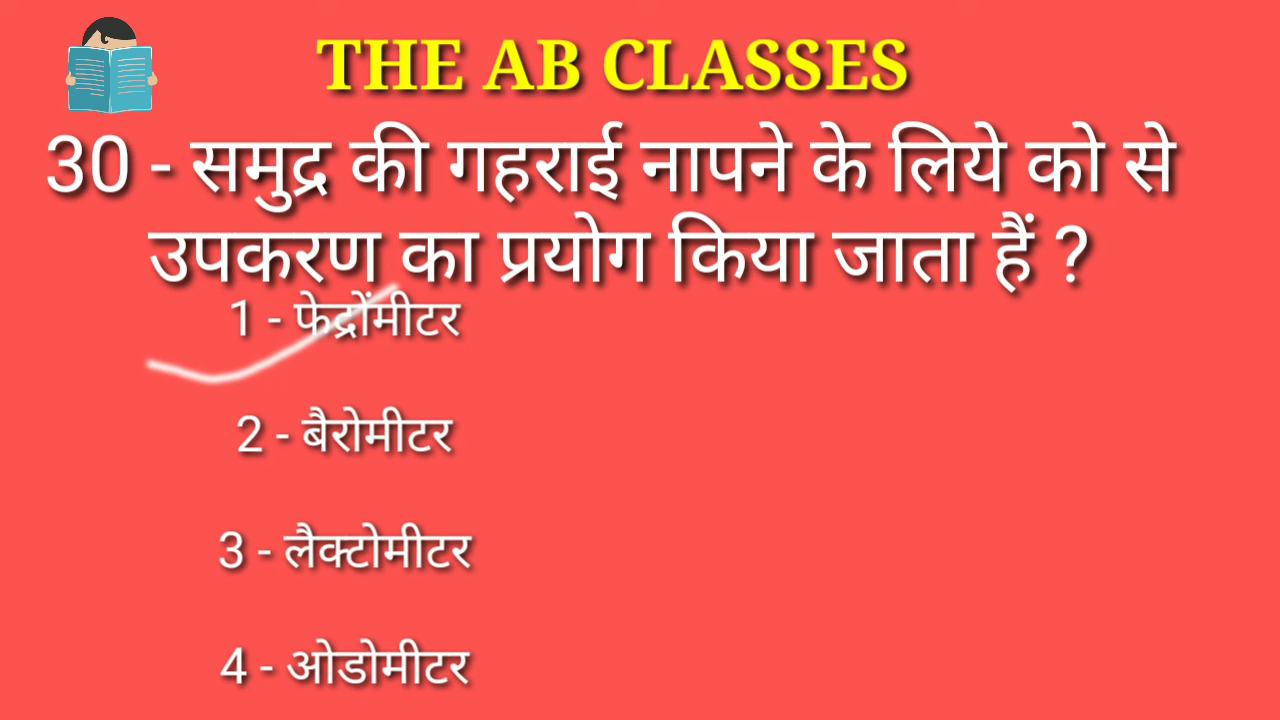 THE AB CLASSES
30 - समुद्र की गहराई नापने के लिये को से
उपकरण का प्रयोग किया जाता हैं ?
1 - फेद्रोंमीटर
2 - बैरोमीटर
3 - लैक्टोमीटर
4 - ओडोमीटर